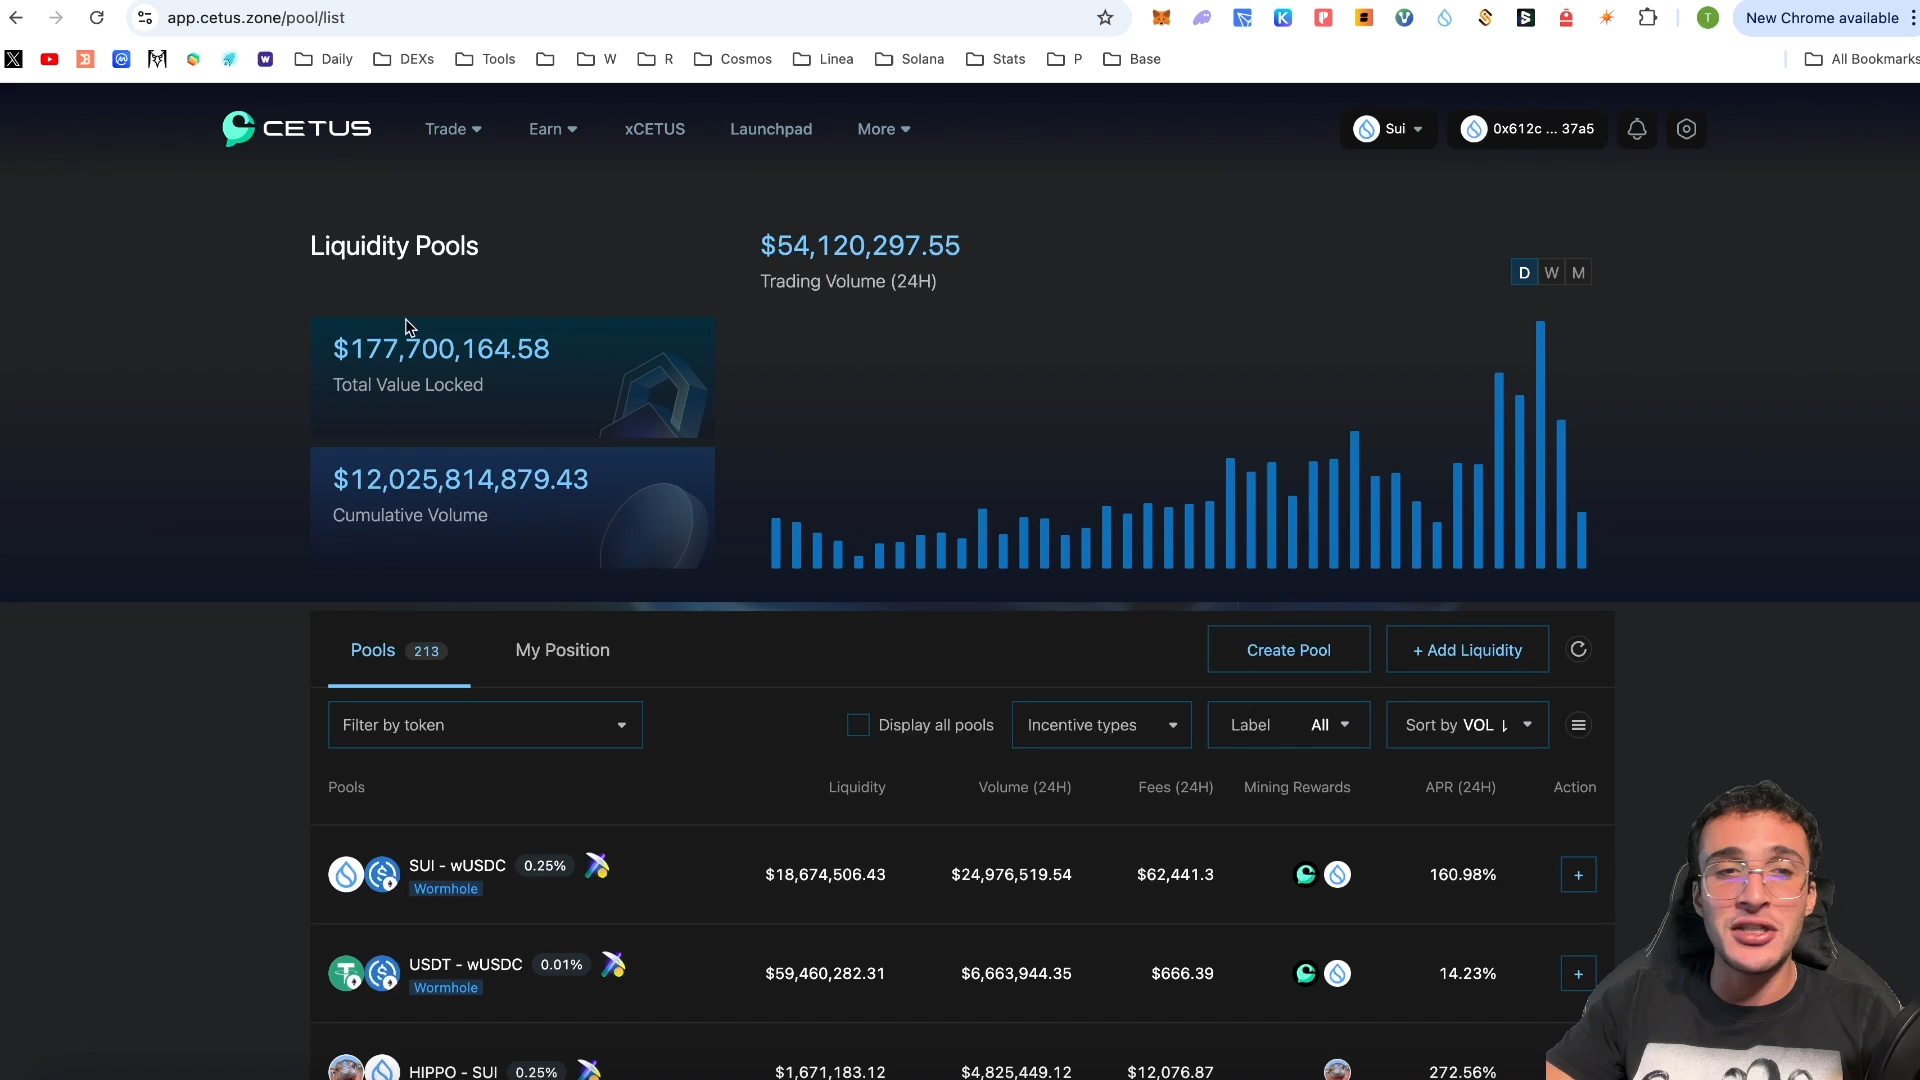 app.cetus.zone/pool/list
T
New Chrome available
Daily
DEXs
Tools
W
R
Cosmos
Linea
Solana
Stats
P
Base
All Bookmarks
CETUS
Trade
Earn
xCETUS
Launchpad
More
Sui
0x612c ... 37a5
Liquidity Pools
$54,120,297.55
Trading Volume (24H)
D W M
$177,700,164.58
Total Value Locked
$12,025,814,879.43
Cumulative Volume
Pools 213
My Position
Create Pool
+ Add Liquidity
Filter by token
Display all pools
Incentive types
Label All
Sort by VOL ↓
Pools Liquidity Volume (24H) Fees (24H) Mining Rewards APR (24H) Action
SUI - wUSDC 0.25% $18,674,506.43 $24,976,519.54 $62,441.3 160.98% +
Wormhole
USDT - wUSDC 0.01% $59,460,282.31 $6,663,944.35 $666.39 14.23% +
Wormhole
HIPPO - SUI 0.25% $1,671,183.12 $4,825,449.12 $12,076.87 272.56%